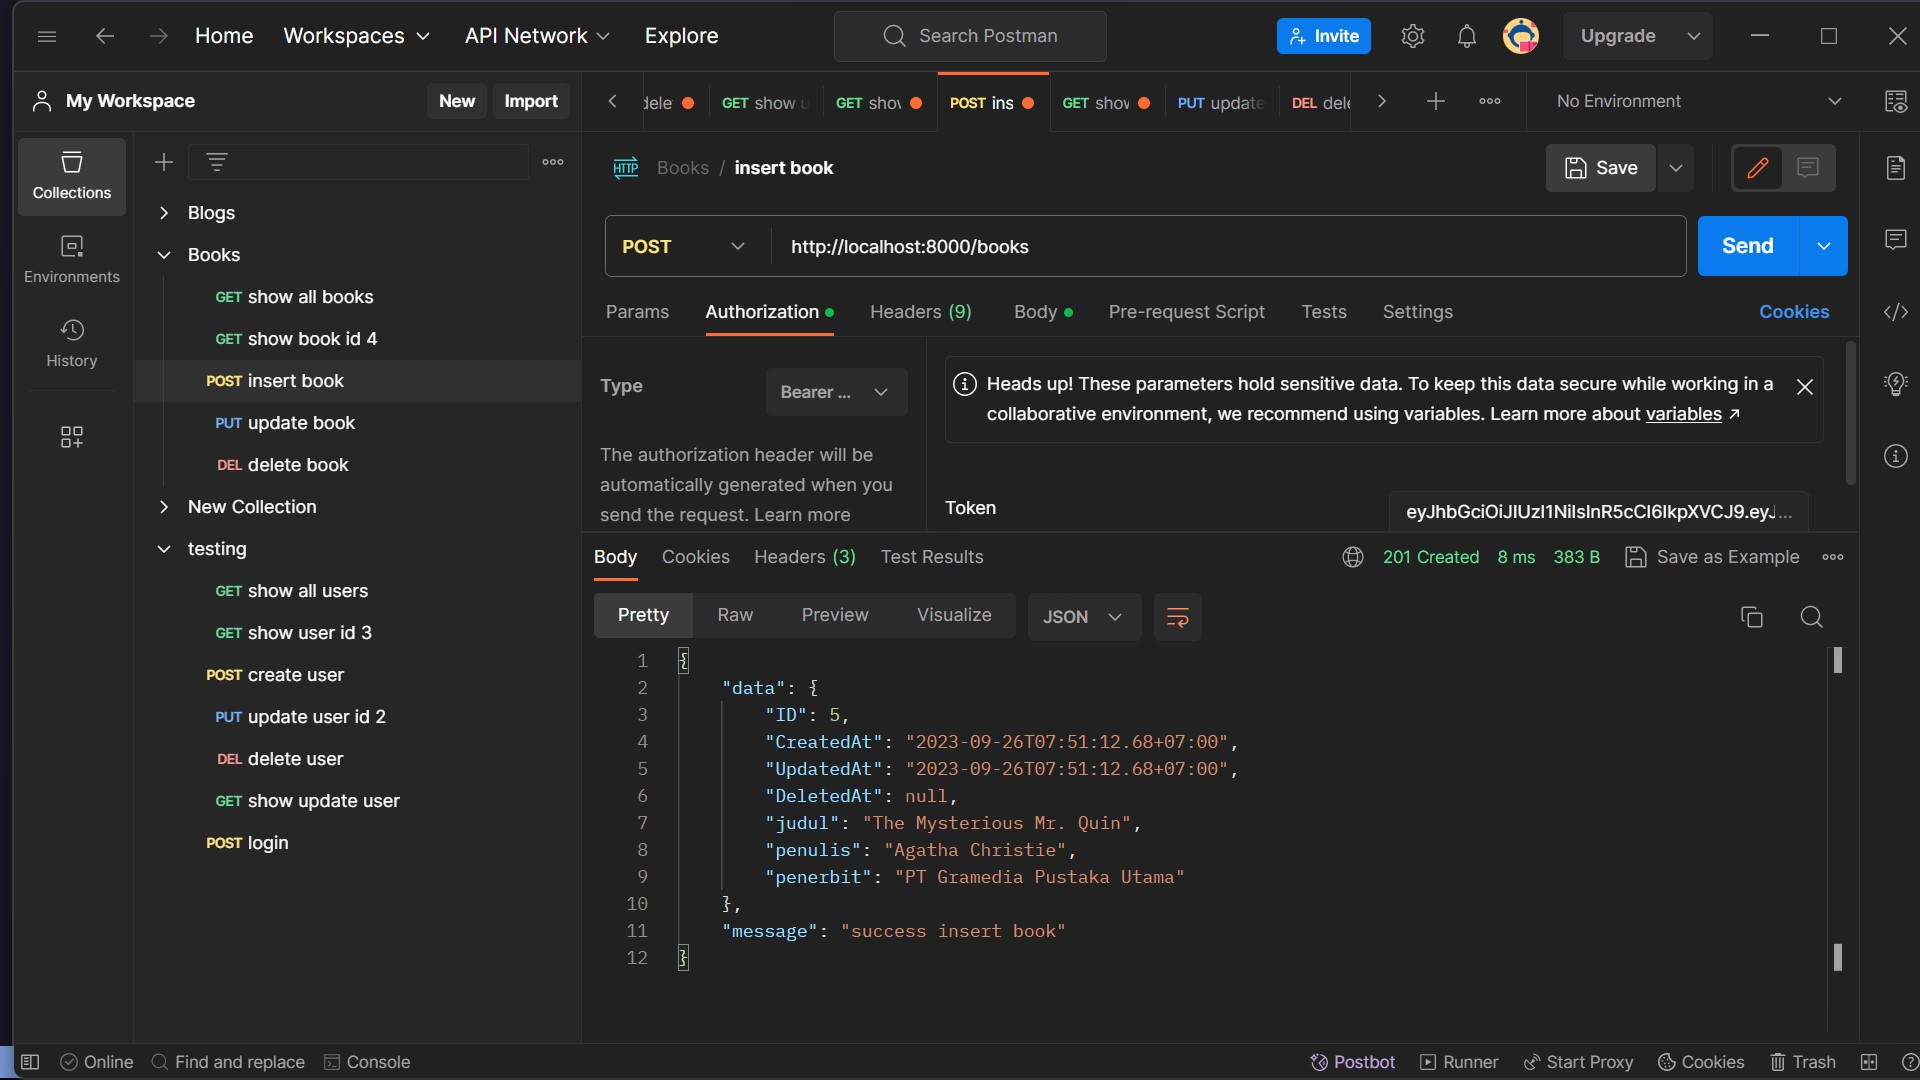 Home Workspaces API Network Explore Search Postman Invite Upgrade
My Workspace New Import
dele GET show u GET shov POST ins GET shov PUT update DEL dele No Environment
Collections
Environments
History
Blogs
Books
GET show all books
GET show book id 4
POST insert book
PUT update book
DEL delete book
New Collection
testing
GET show all users
GET show user id 3
POST create user
PUT update user id 2
DEL delete user
GET show update user
POST login
HTTP Books / insert book Save
POST http://localhost:8000/books Send
Params Authorization Headers (9) Body Pre-request Script Tests Settings Cookies
Type Bearer ...
The authorization header will be
automatically generated when you
send the request. Learn more
Heads up! These parameters hold sensitive data. To keep this data secure while working in a
collaborative environment, we recommend using variables. Learn more about variables ↗
Token eyJhbGciOiJIUzI1NiIsInR5cCI6IkpXVCJ9.eyJ...
Body Cookies Headers (3) Test Results 201 Created 8 ms 383 B Save as Example
Pretty Raw Preview Visualize JSON
1 {
2 "data": {
3 "ID": 5,
4 "CreatedAt": "2023-09-26T07:51:12.68+07:00",
5 "UpdatedAt": "2023-09-26T07:51:12.68+07:00",
6 "DeletedAt": null,
7 "judul": "The Mysterious Mr. Quin",
8 "penulis": "Agatha Christie",
9 "penerbit": "PT Gramedia Pustaka Utama"
10 },
11 "message": "success insert book"
12 }
Online Find and replace Console Postbot Runner Start Proxy Cookies Trash